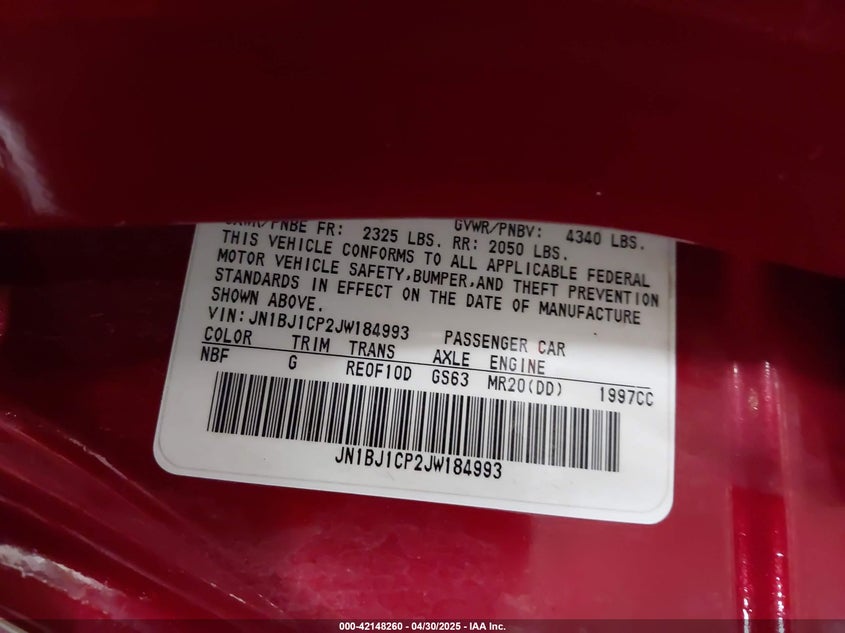 GAWR/PNBE FR: 2325 LBS. RR: 2050 LBS. GVWR/PNBV: 4340 LBS.
THIS VEHICLE CONFORMS TO ALL APPLICABLE FEDERAL
MOTOR VEHICLE SAFETY,BUMPER,AND THEFT PREVENTION
STANDARDS IN EFFECT ON THE DATE OF MANUFACTURE
SHOWN ABOVE.
VIN:JN1BJ1CP2JW184993 PASSENGER CAR
COLOR TRIM TRANS AXLE ENGINE
NBF G RE0F10D GS63 MR20(DD) 1997CC
JN1BJ1CP2JW184993
000-42148260 - 04/30/2025 - IAA Inc.